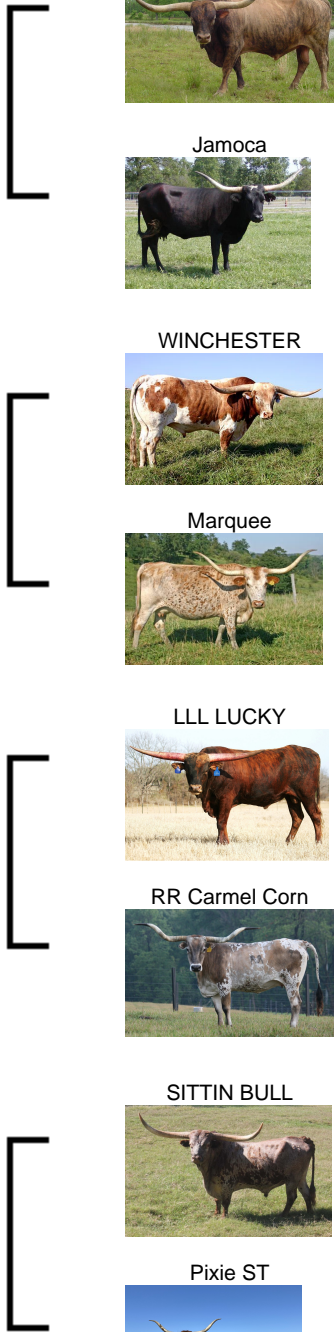 Jamoca
WINCHESTER
Marquee
LLL LUCKY
RR Carmel Corn
SITTIN BULL
Pixie ST